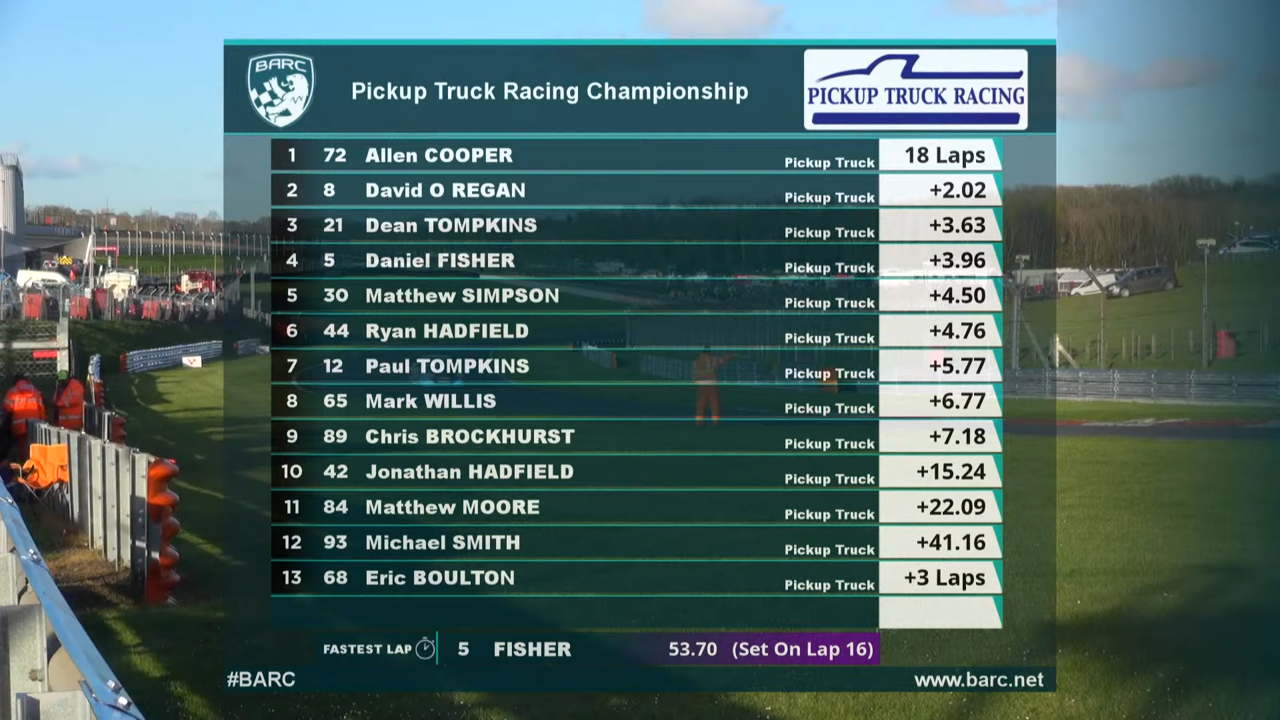 BARC
Pickup Truck Racing Championship
PICKUP TRUCK RACING
1 72 Allen COOPER Pickup Truck 18 Laps
2 8 David O REGAN Pickup Truck +2.02
3 21 Dean TOMPKINS Pickup Truck +3.63
4 5 Daniel FISHER Pickup Truck +3.96
5 30 Matthew SIMPSON Pickup Truck +4.50
6 44 Ryan HADFIELD Pickup Truck +4.76
7 12 Paul TOMPKINS Pickup Truck +5.77
8 65 Mark WILLIS Pickup Truck +6.77
9 89 Chris BROCKHURST Pickup Truck +7.18
10 42 Jonathan HADFIELD Pickup Truck +15.24
11 84 Matthew MOORE Pickup Truck +22.09
12 93 Michael SMITH Pickup Truck +41.16
13 68 Eric BOULTON Pickup Truck +3 Laps
FASTEST LAP 5 FISHER 53.70 (Set On Lap 16)
#BARC www.barc.net